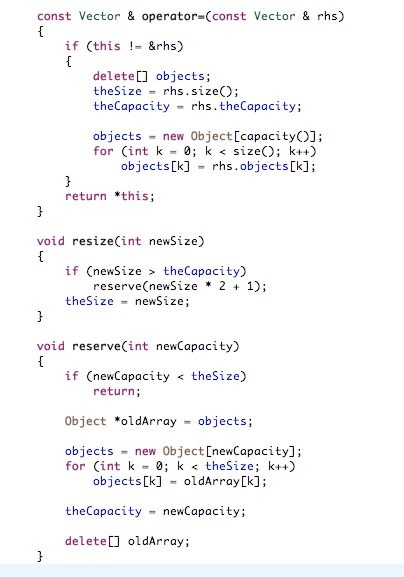 const Vector & operator=(const Vector & rhs)
{
    if (this != &rhs)
    {
        delete[] objects;
        theSize = rhs.size();
        theCapacity = rhs.theCapacity;

        objects = new Object[capacity()];
        for (int k = 0; k < size(); k++)
            objects[k] = rhs.objects[k];
    }
    return *this;
}

void resize(int newSize)
{
    if (newSize > theCapacity)
        reserve(newSize * 2 + 1);
    theSize = newSize;
}

void reserve(int newCapacity)
{
    if (newCapacity < theSize)
        return;

    Object *oldArray = objects;

    objects = new Object[newCapacity];
    for (int k = 0; k < theSize; k++)
        objects[k] = oldArray[k];

    theCapacity = newCapacity;

    delete[] oldArray;
}